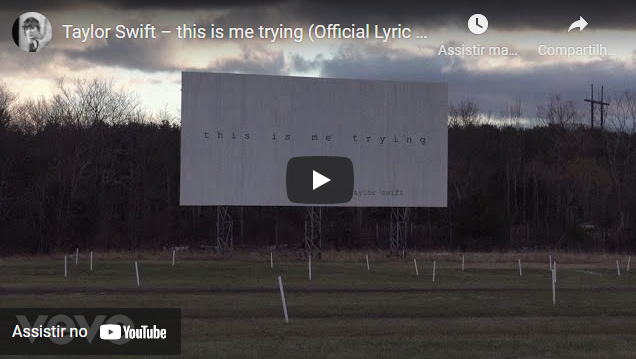 Taylor Swift – this is me trying (Official Lyric ...
Assistir ma...
Compartilh...
this is me trying
taylor swift
vevo
Assistir no YouTube